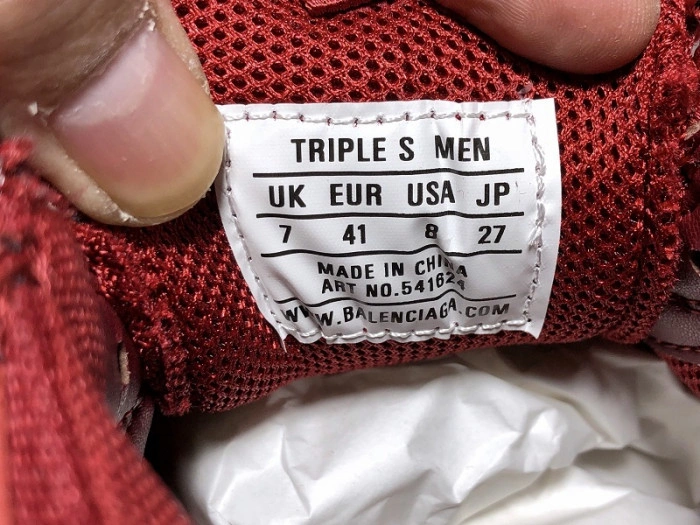 TRIPLE S MEN
UK EUR USA JP
7 41 8 27
MADE IN CHINA
ART NO.541624
WWW.BALENCIAGA.COM